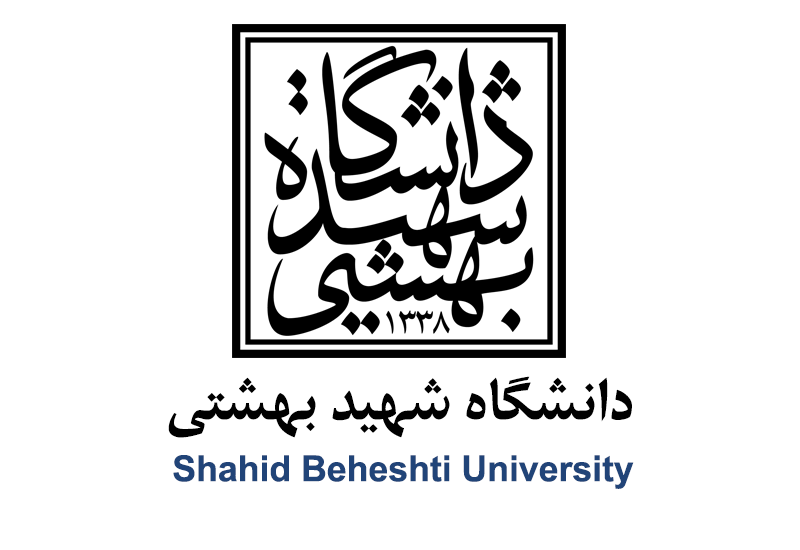 دانشگاه
شهید
بهشتی
۱۳۳۸
دانشگاه شهید بهشتی
Shahid Beheshti University